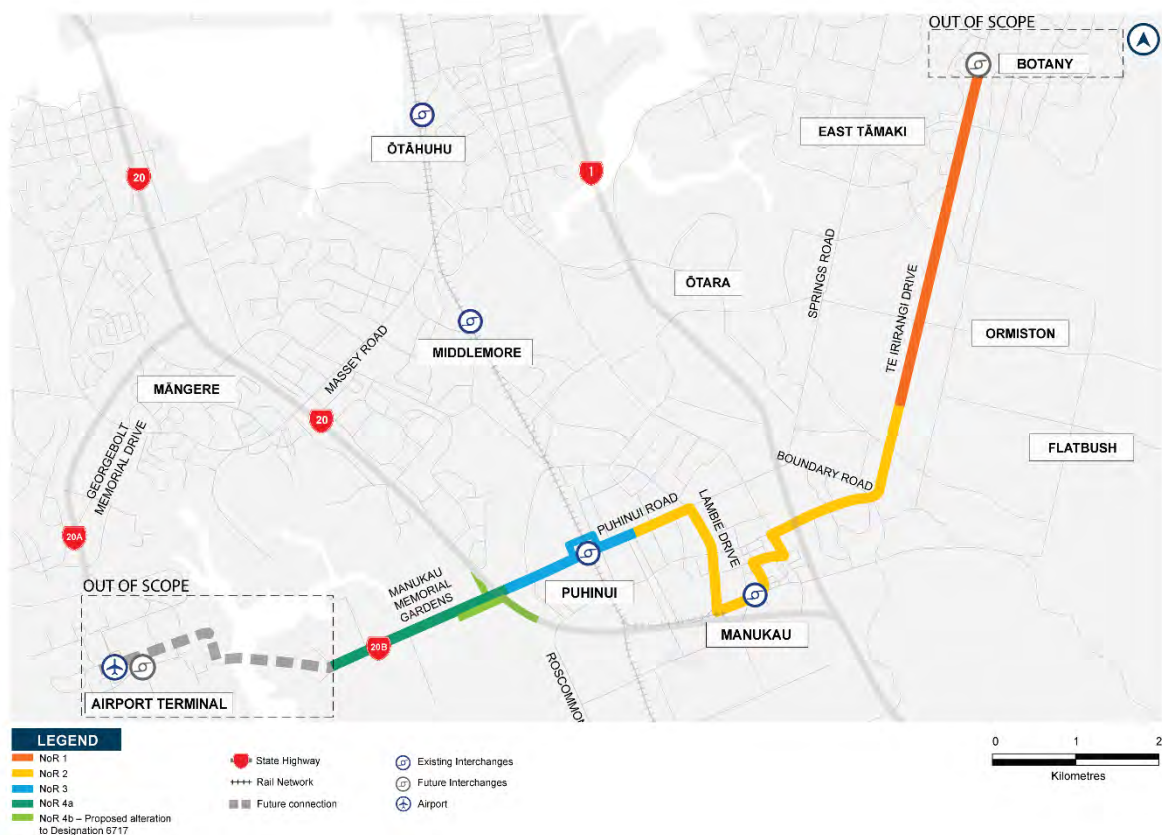 OUT OF SCOPE
BOTANY
ŌTĀHUHU
EAST TĀMAKI
20
1
ŌTARA
SPRINGS ROAD
TE IRIRANGI DRIVE
ORMISTON
MIDDLEMORE
MASSEY ROAD
MĀNGERE
20
GEORGEBOLT
MEMORIAL DRIVE
FLATBUSH
BOUNDARY ROAD
LAMBIE DRIVE
PUHINUI ROAD
20A
OUT OF SCOPE
MANUKAU
MEMORIAL
GARDENS
PUHINUI
MANUKAU
20B
ROSCOMMON
AIRPORT TERMINAL
LEGEND
NoR 1
NoR 2
NoR 3
NoR 4a
NoR 4b – Proposed alteration
to Designation 6717
State Highway
Rail Network
Future connection
Existing Interchanges
Future Interchanges
Airport
0 1 2
Kilometres